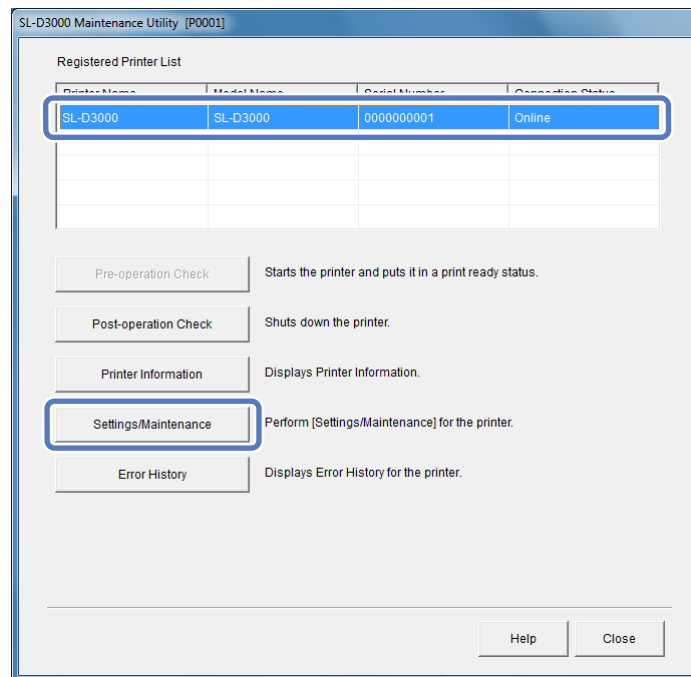 SL-D3000 Maintenance Utility [P0001]
Registered Printer List
Printer Name Model Name Serial Number Connection Status
SL-D3000 SL-D3000 0000000001 Online
Pre-operation Check Starts the printer and puts it in a print ready status.
Post-operation Check Shuts down the printer.
Printer Information Displays Printer Information.
Settings/Maintenance Perform [Settings/Maintenance] for the printer.
Error History Displays Error History for the printer.
Help Close